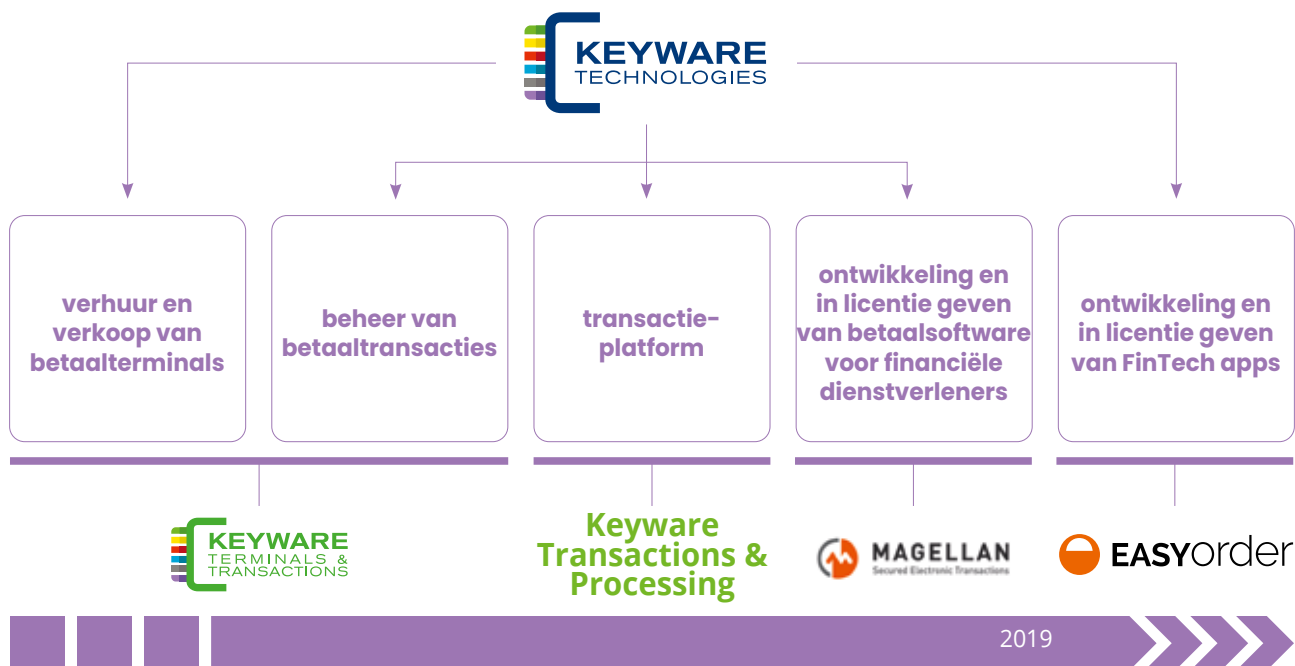 KEYWARE
TECHNOLOGIES
verhuur en
verkoop van
betaalterminals
beheer van
betaaltransacties
transactie-
platform
ontwikkeling en
in licentie geven
van betaalsoftware
voor financiële
dienstverleners
ontwikkeling en
in licentie geven
van FinTech apps
KEYWARE
TERMINALS &
TRANSACTIONS
Keyware
Transactions &
Processing
MAGELLAN
Secured Electronic Transactions
EASYorder
2019